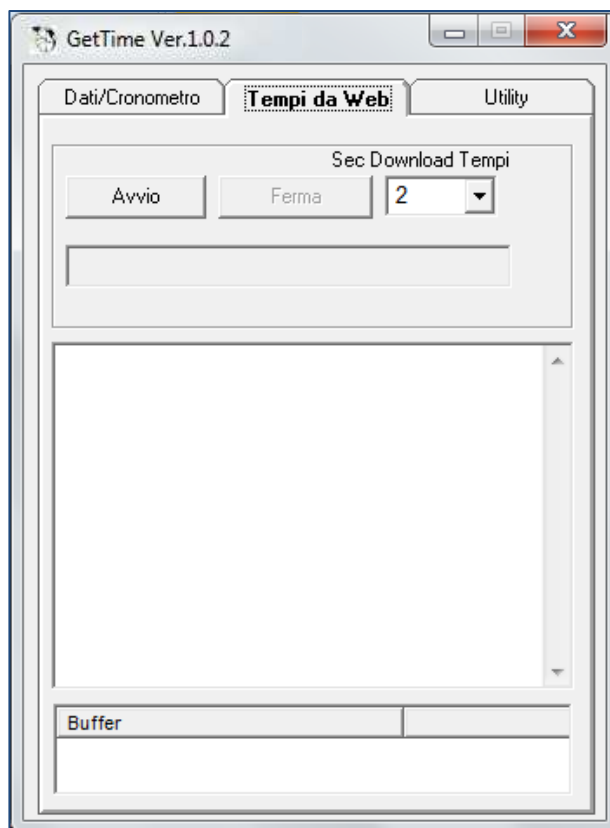 GetTime Ver.1.0.2
Dati/Cronometro Tempi da Web Utility
Sec Download Tempi
Avvio Ferma 2
Buffer